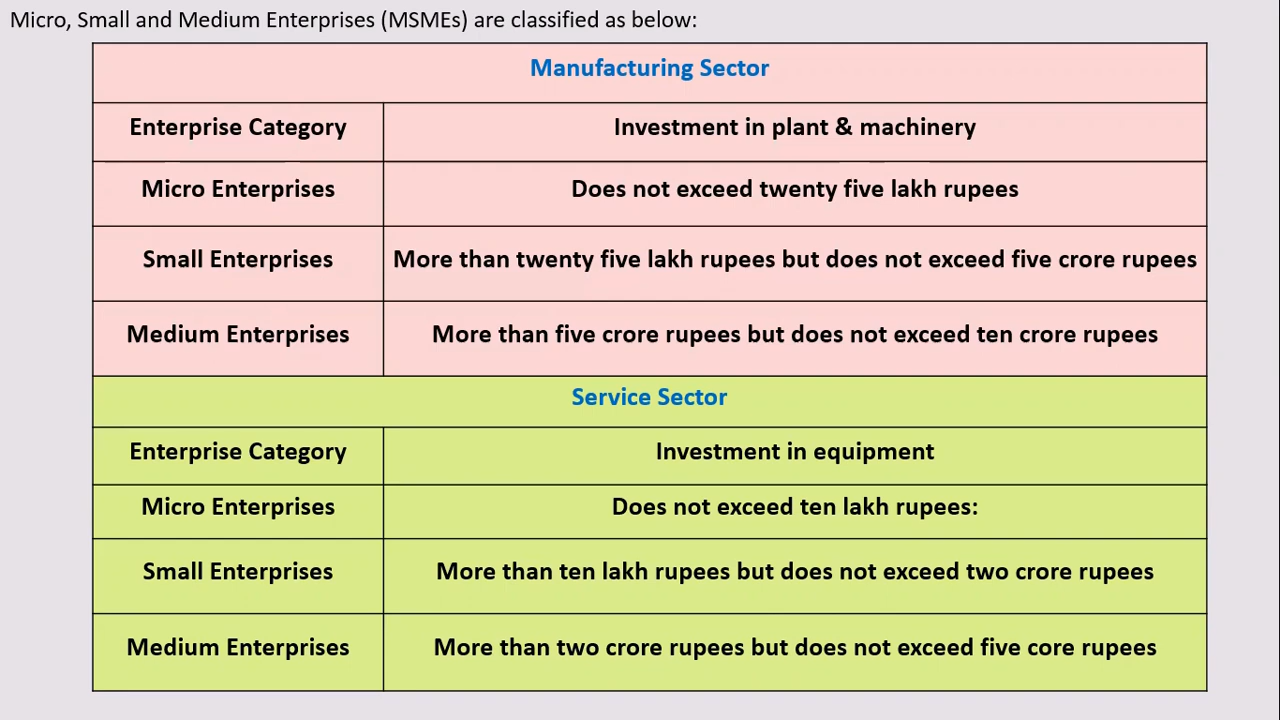 Micro, Small and Medium Enterprises (MSMEs) are classified as below:
Manufacturing Sector
Enterprise Category Investment in plant & machinery
Micro Enterprises Does not exceed twenty five lakh rupees
Small Enterprises More than twenty five lakh rupees but does not exceed five crore rupees
Medium Enterprises More than five crore rupees but does not exceed ten crore rupees
Service Sector
Enterprise Category Investment in equipment
Micro Enterprises Does not exceed ten lakh rupees:
Small Enterprises More than ten lakh rupees but does not exceed two crore rupees
Medium Enterprises More than two crore rupees but does not exceed five core rupees